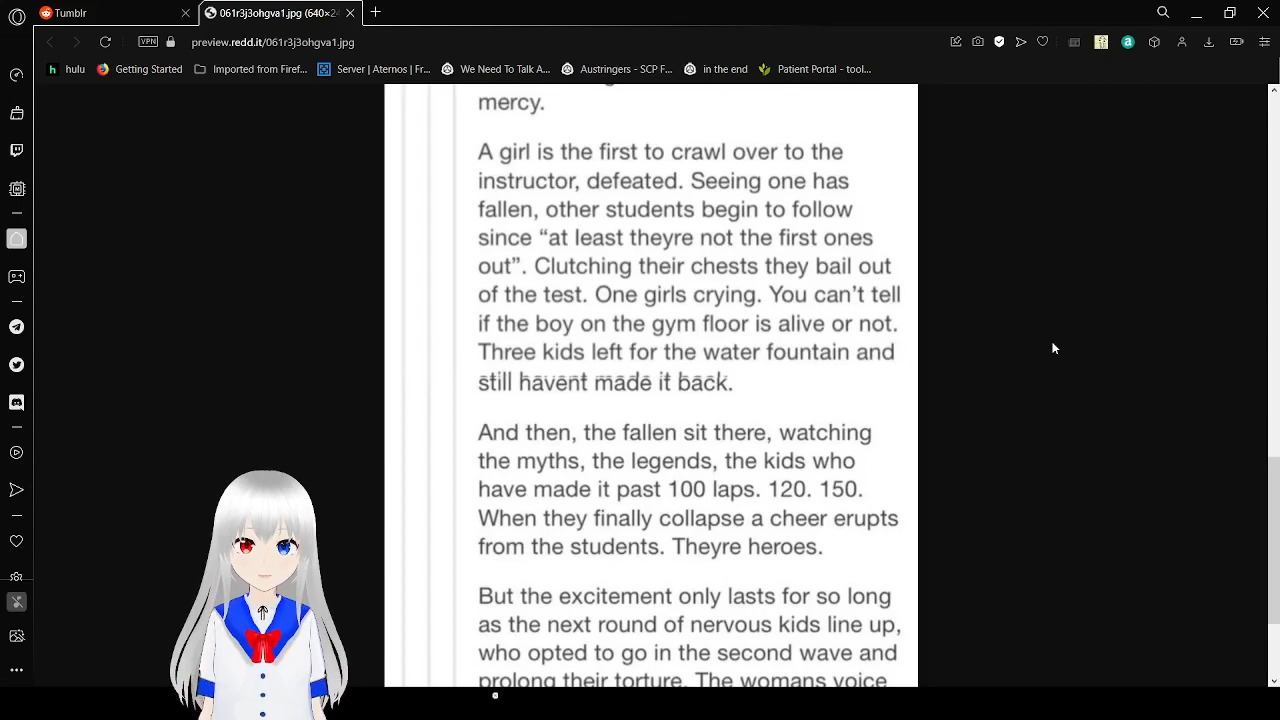 Tumblr
061r3j3ohgva1.jpg (640×24
VPN
preview.redd.it/061r3j3ohgva1.jpg
hulu
Getting Started
Imported from Firef...
Server | Aternos | Fr...
We Need To Talk A...
Austringers - SCP F...
in the end
Patient Portal - tool...
mercy.
A girl is the first to crawl over to the
instructor, defeated. Seeing one has
fallen, other students begin to follow
since “at least theyre not the first ones
out”. Clutching their chests they bail out
of the test. One girls crying. You can’t tell
if the boy on the gym floor is alive or not.
Three kids left for the water fountain and
still havent made it back.
And then, the fallen sit there, watching
the myths, the legends, the kids who
have made it past 100 laps. 120. 150.
When they finally collapse a cheer erupts
from the students. Theyre heroes.
But the excitement only lasts for so long
as the next round of nervous kids line up,
who opted to go in the second wave and
prolong their torture. The womans voice